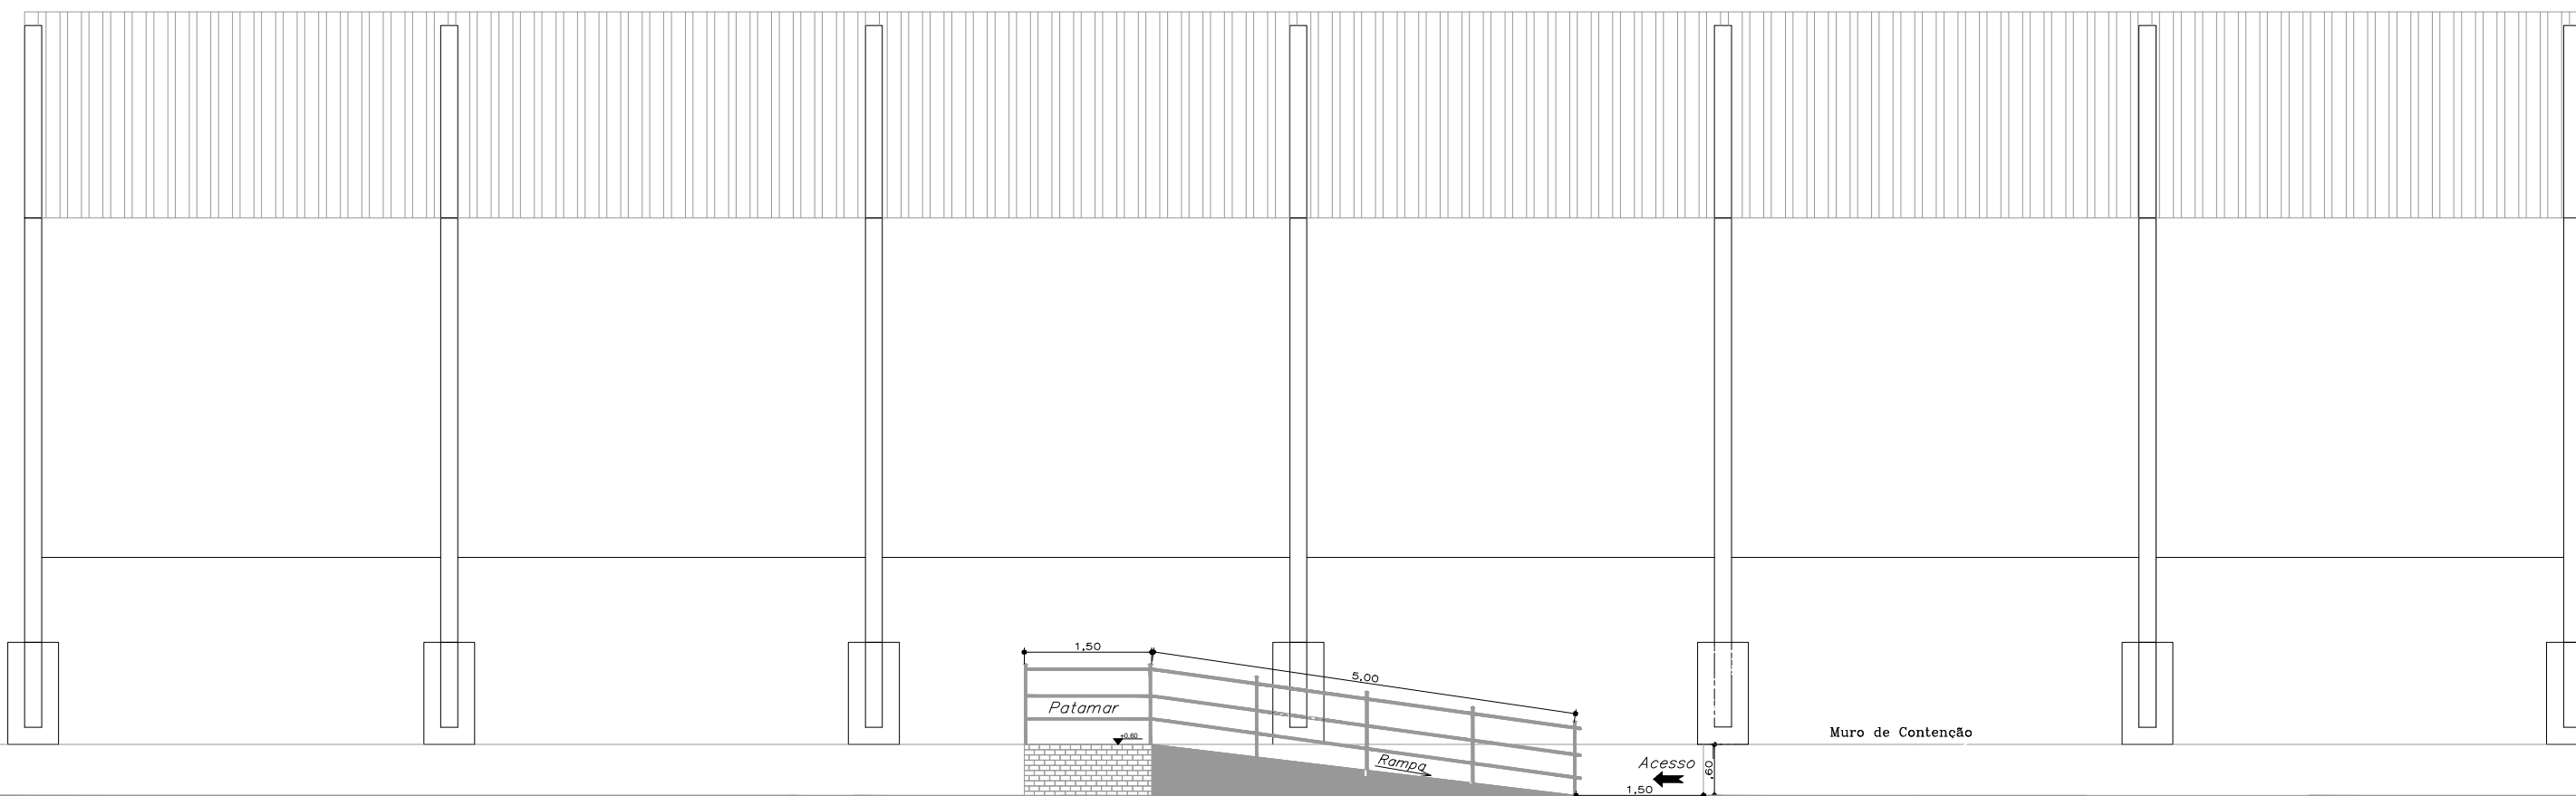 1,50
5,00
Patamar
+0,60
Rampa
Muro de Contenção
Acesso
,60
1,50